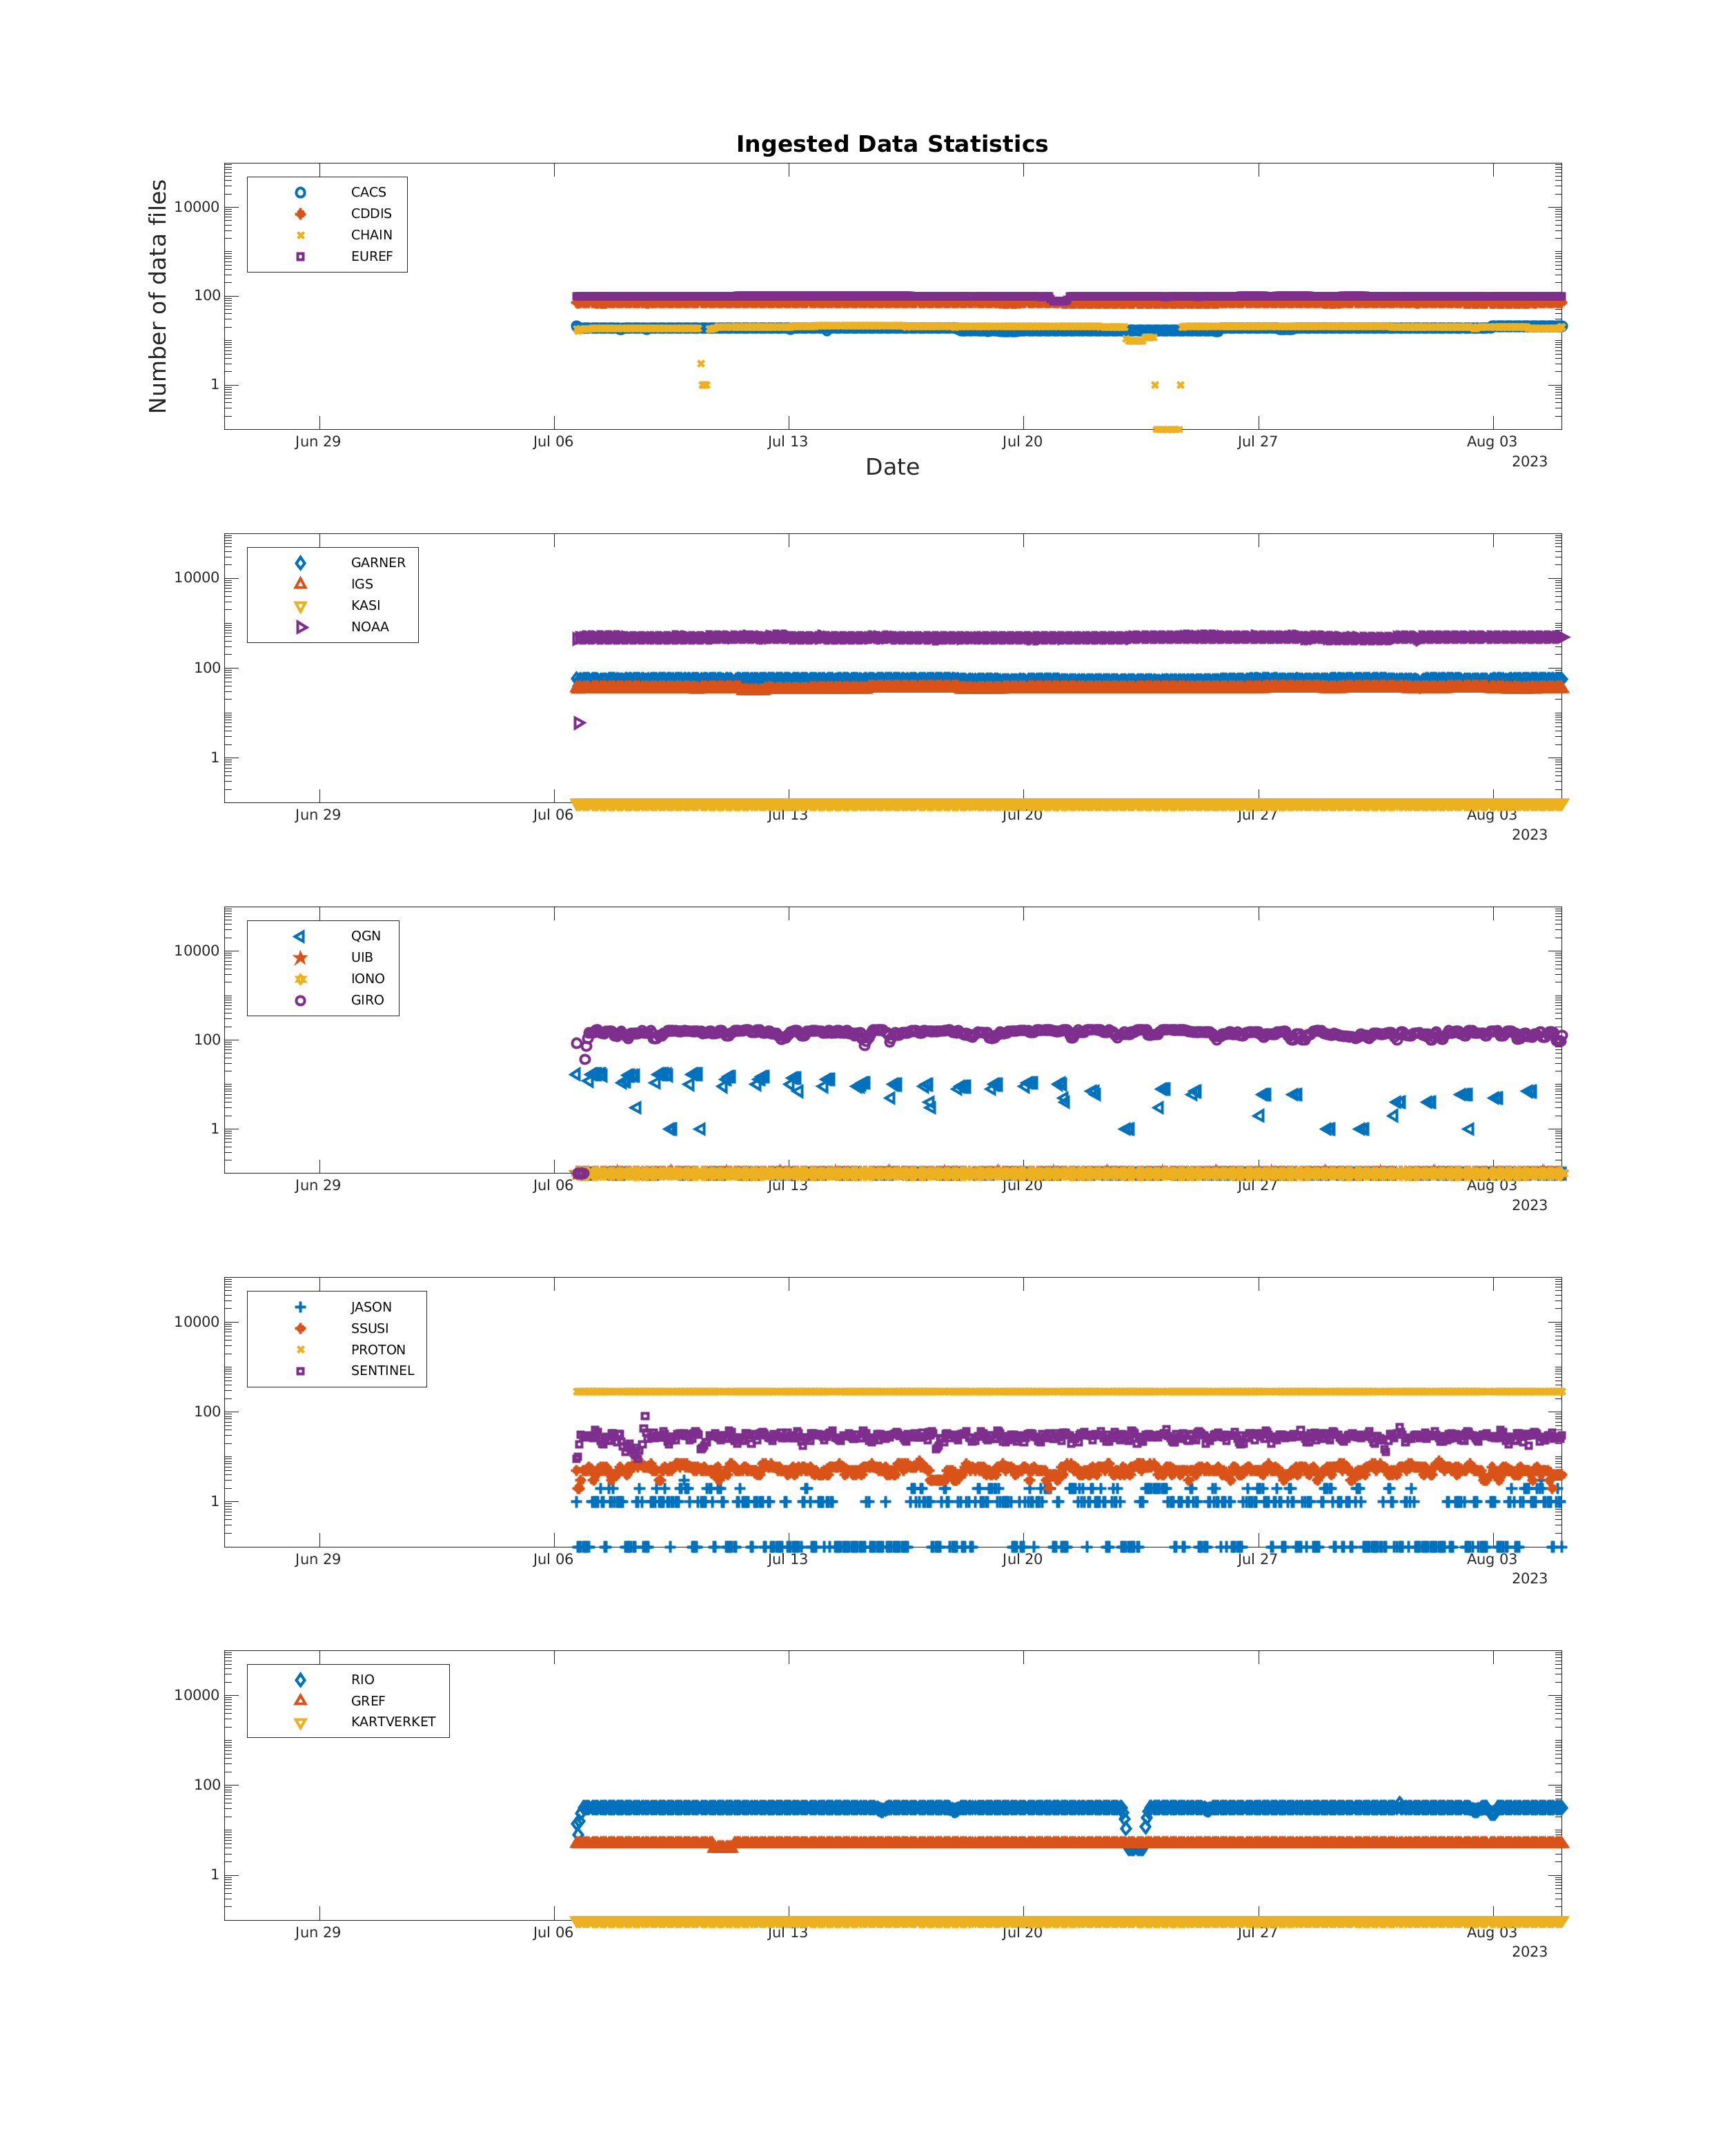 Ingested Data Statistics
Number of data files
10000
100
1
CACS
CDDIS
CHAIN
EUREF
Jun 29
Jul 06
Jul 13
Jul 20
Jul 27
Aug 03
2023
Date
10000
100
1
GARNER
IGS
KASI
NOAA
Jun 29
Jul 06
Jul 13
Jul 20
Jul 27
Aug 03
2023
10000
100
1
QGN
UIB
IONO
GIRO
Jun 29
Jul 06
Jul 13
Jul 20
Jul 27
Aug 03
2023
10000
100
1
JASON
SSUSI
PROTON
SENTINEL
Jun 29
Jul 06
Jul 13
Jul 20
Jul 27
Aug 03
2023
10000
100
1
RIO
GREF
KARTVERKET
Jun 29
Jul 06
Jul 13
Jul 20
Jul 27
Aug 03
2023